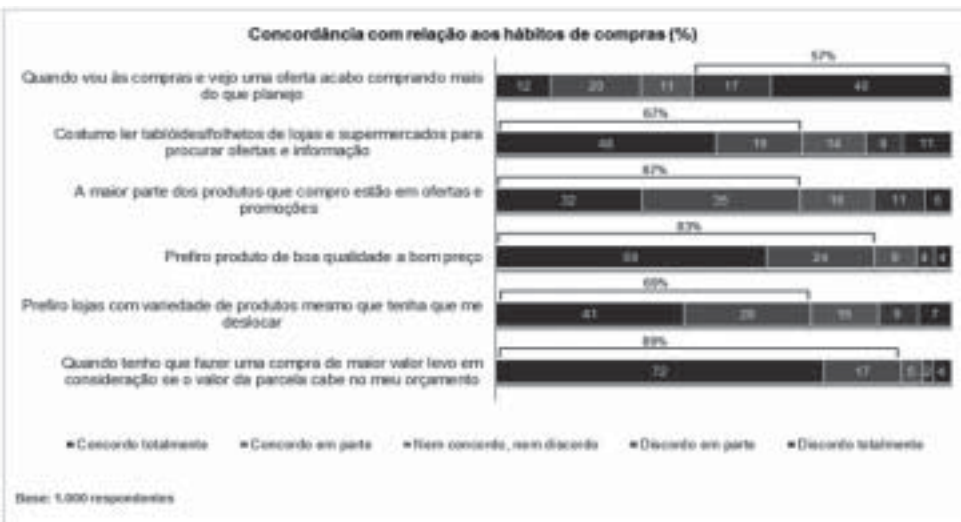 Concordância com relação aos hábitos de compras (%)
57%
Quando vou às compras e vejo uma oferta acabo comprando mais
do que planejo
12 20 11 17 40
67%
Costumo ler tablóides/folhetos de lojas e supermercados para
procurar ofertas e informação
48 19 14 8 11
67%
A maior parte dos produtos que compro estão em ofertas e
promoções
32 35 16 11 6
83%
Prefiro produto de boa qualidade a bom preço
24 4 4
69%
Prefiro lojas com variedade de produtos mesmo que tenha que me
deslocar
41 28 7
89%
Quando tenho que fazer uma compra de maior valor levo em
consideração se o valor da parcela cabe no meu orçamento
72 17 5 2 4
Concordo totalmente Concordo em parte Nem concordo, nem discordo Discordo em parte Discordo totalmente
Base: 1.000 respondentes